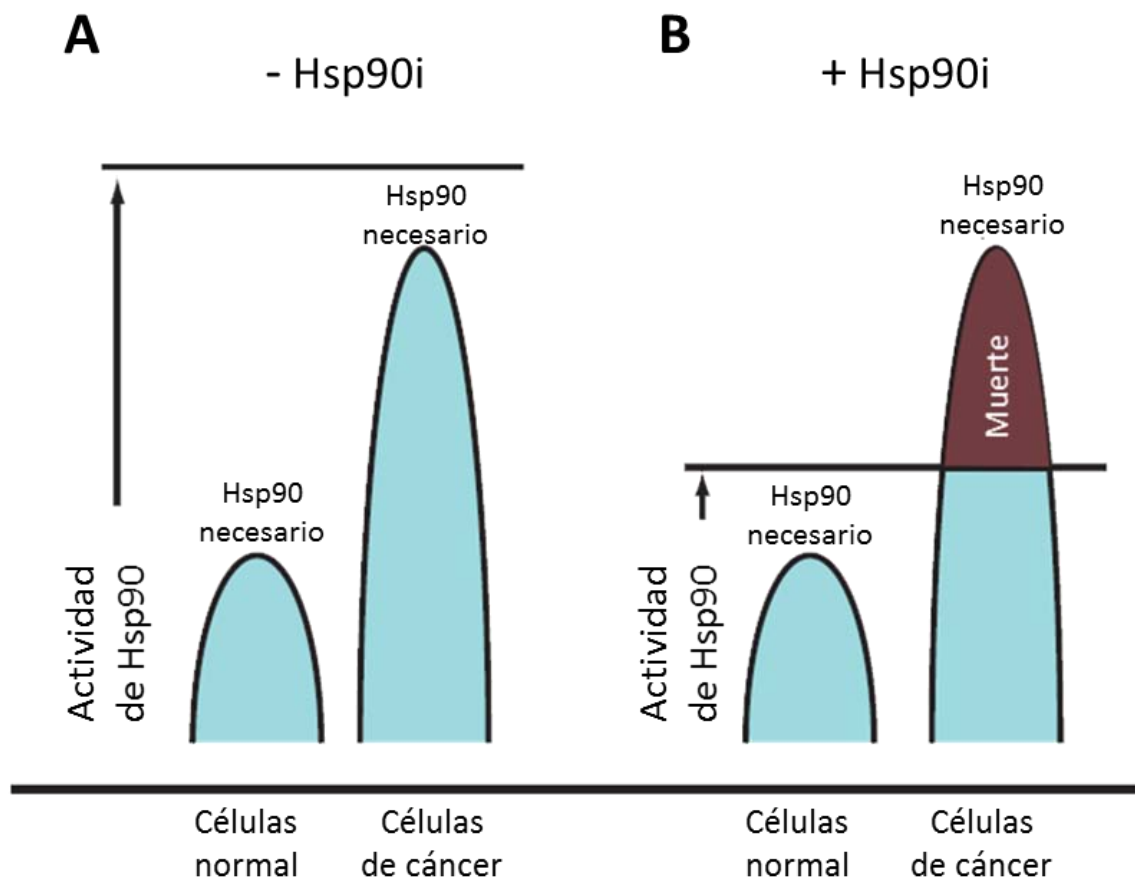 A
- Hsp90i
Hsp90
necesario
Hsp90
necesario
Actividad
de Hsp90
Células
normal
Células
de cáncer
B
+ Hsp90i
Hsp90
necesario
Muerte
Hsp90
necesario
Actividad
de Hsp90
Células
normal
Células
de cáncer